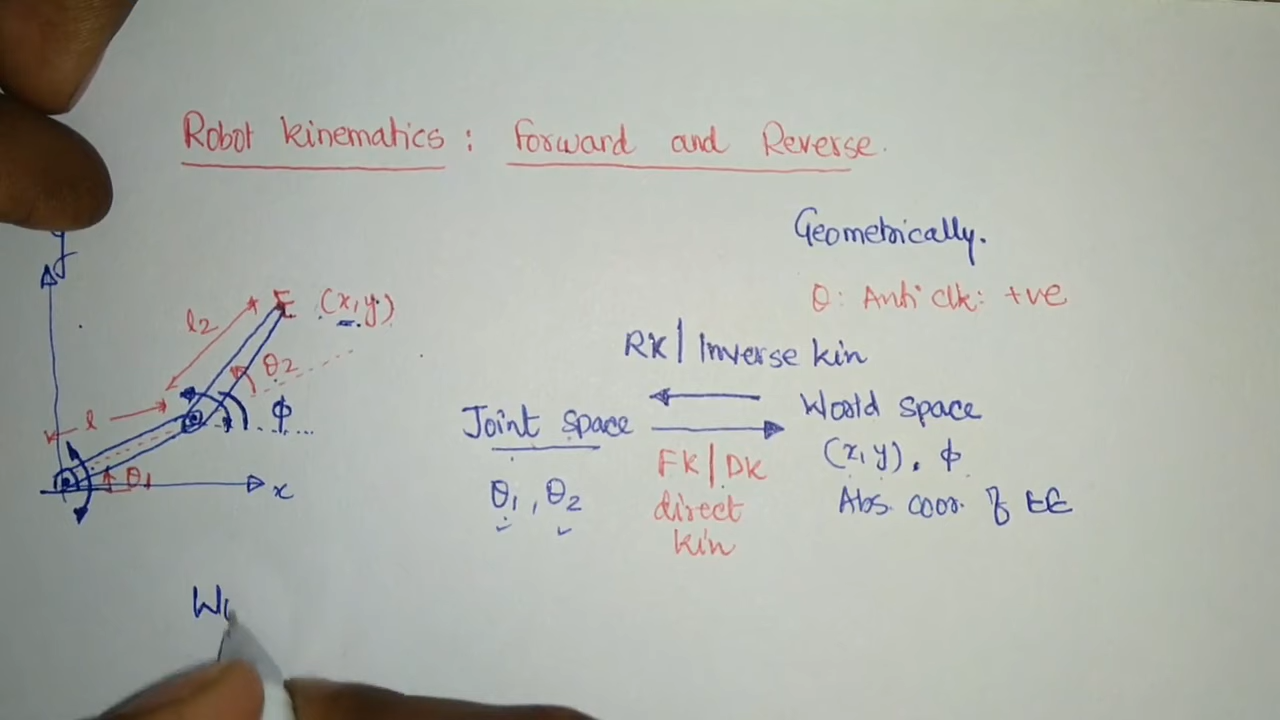 Robot kinematics: Forward and Reverse.
Geometrically.
θ: Anti clk: +ve
y
E (x,y)
l2
θ2
l
ϕ
θ1
x
RK| Inverse kin
Joint space
World space
FK|DK
direct
kin
(x,y), ϕ
θ1, θ2
Abs. coor. of EE